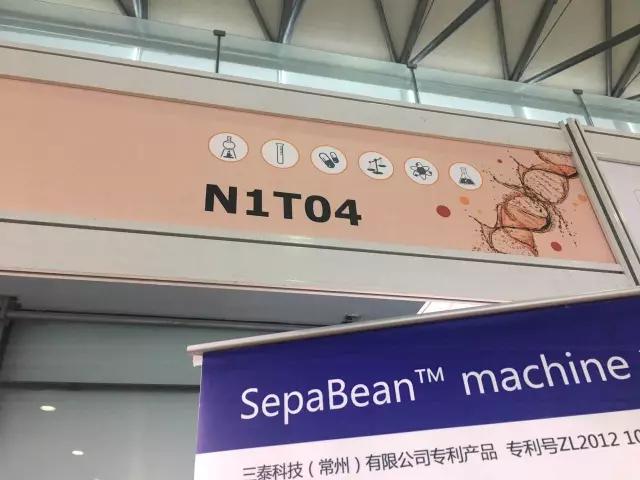 N1T04
SepaBean™ machine
三泰科技（常州）有限公司专利产品 专利号ZL2012 10